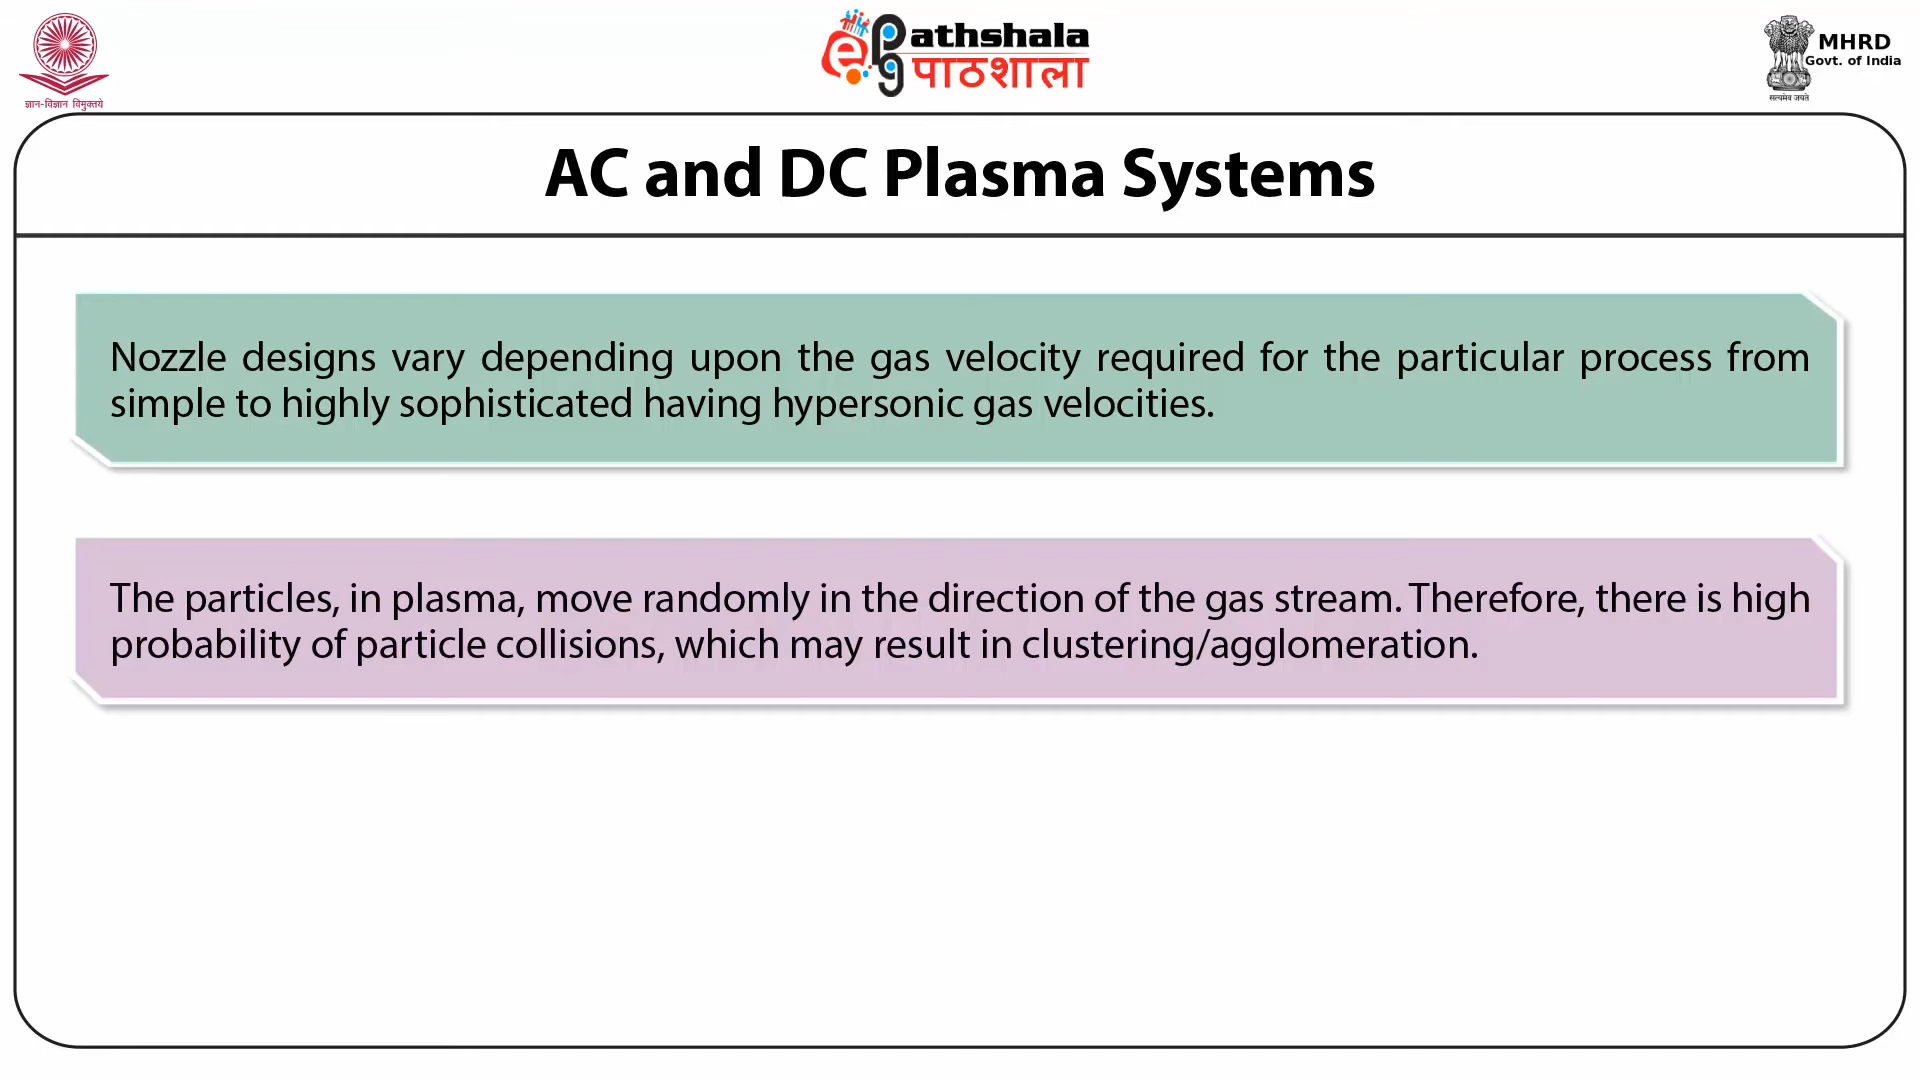 ज्ञान-विज्ञान विमुक्तये
ePathshala
पाठशाला
MHRD
Govt. of India
सत्यमेव जयते
AC and DC Plasma Systems
Nozzle designs vary depending upon the gas velocity required for the particular process from
simple to highly sophisticated having hypersonic gas velocities.
The particles, in plasma, move randomly in the direction of the gas stream. Therefore, there is high
probability of particle collisions, which may result in clustering/agglomeration.